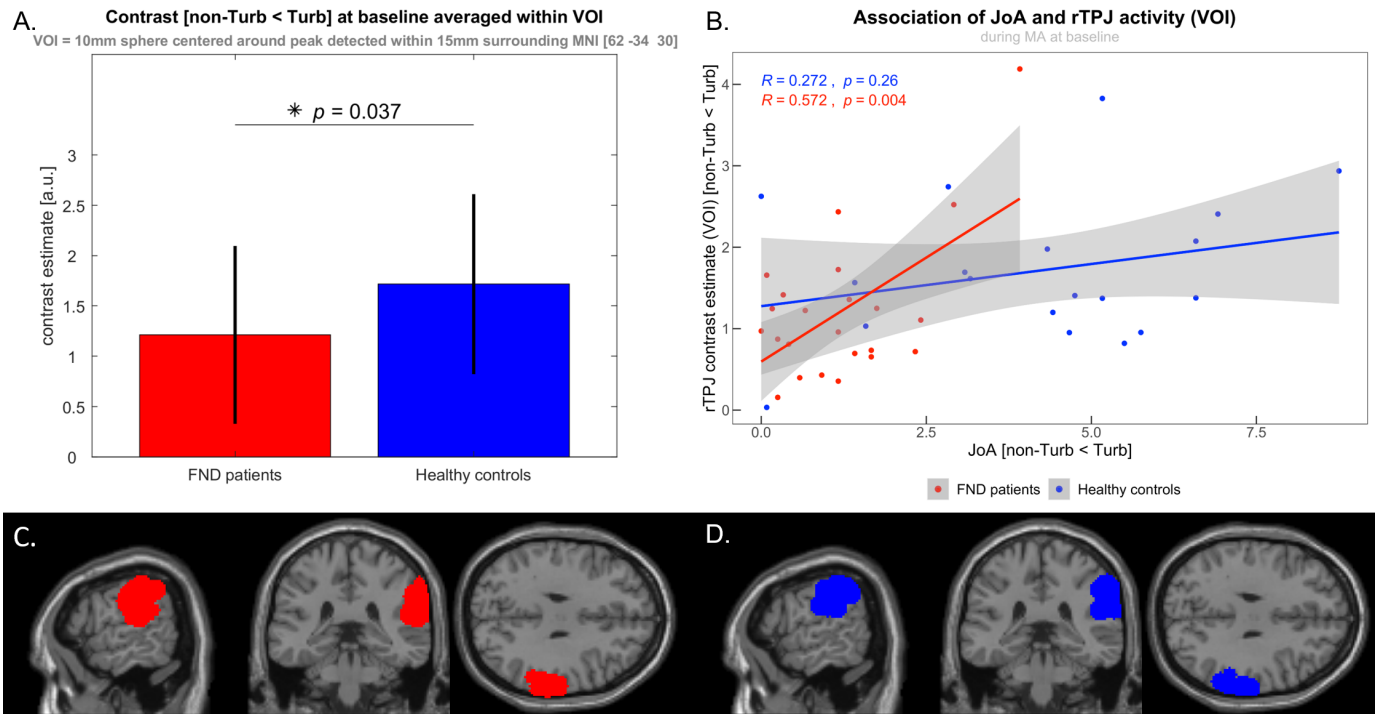 A.
Contrast [non-Turb < Turb] at baseline averaged within VOI
VOI = 10mm sphere centered around peak detected within 15mm surrounding MNI [62 -34 30]
✳ p = 0.037
contrast estimate [a.u.]
3
2.5
2
1.5
1
0.5
0
FND patients
Healthy controls
B.
Association of JoA and rTPJ activity (VOI)
during MA at baseline
R = 0.272 , p = 0.26
R = 0.572 , p = 0.004
rTPJ contrast estimate (VOI) [non-Turb < Turb]
4
3
2
1
0
0.0
2.5
5.0
7.5
JoA [non-Turb < Turb]
FND patients
Healthy controls
C.
D.